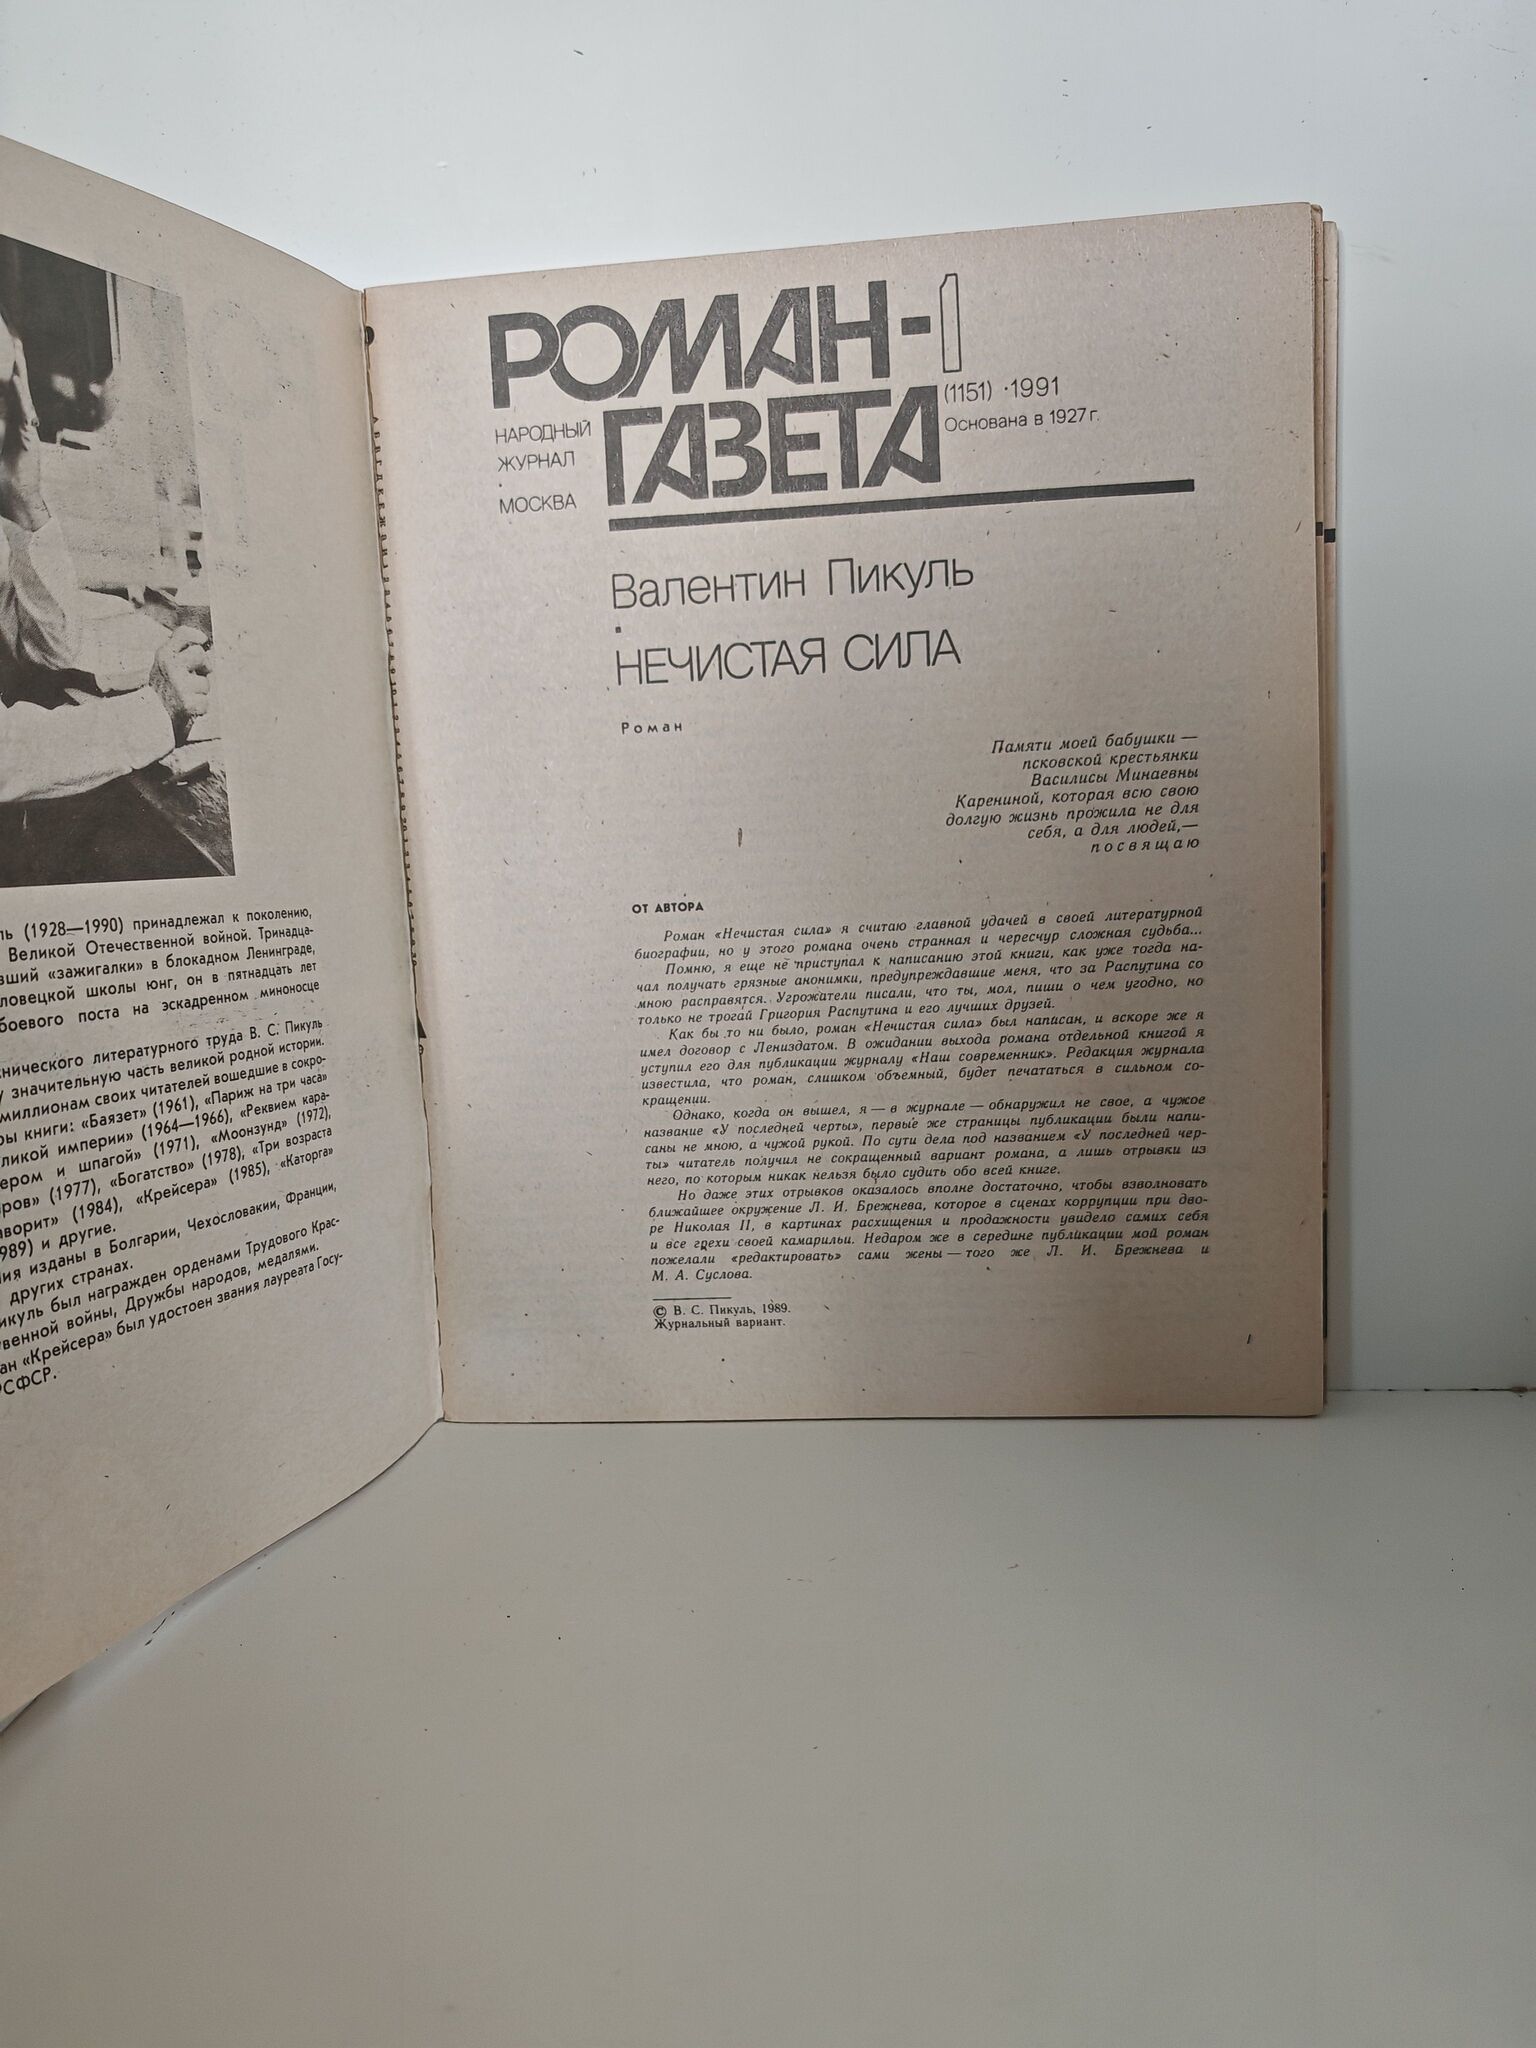 ль (1928—1990) принадлежал к поколению,
Великой Отечественной войной. Тринадца-
вший «зажигалки» в блокадном Ленинграде,
ловецкой школы юнг, он в пятнадцать лет
боевого поста на эскадренном миноносце
хнического литературного труда В. С. Пикуль
у значительную часть великой родной истории.
миллионам своих читателей вошедшие в сокро-
ры книги: «Баязет» (1961), «Париж на три часа»
ликой империи» (1964—1966), «Реквием кара-
ером и шпагой» (1971), «Моонзунд» (1972),
ров» (1977), «Богатство» (1978), «Три возраста
аворит» (1984), «Крейсера» (1985), «Каторга»
989) и другие.
ия изданы в Болгарии, Чехословакии, Франции,
других странах.
икуль был награжден орденами Трудового Крас-
венной войны, Дружбы народов, медалями.
ан «Крейсера» был удостоен звания лауреата Госу-
РСФСР.
РОМАН-1
ГАЗЕТА
(1151) ·1991
Основана в 1927 г.
НАРОДНЫЙ
ЖУРНАЛ
МОСКВА
Валентин Пикуль
НЕЧИСТАЯ СИЛА
Роман
Памяти моей бабушки —
псковской крестьянки
Василисы Минаевны
Карениной, которая всю свою
долгую жизнь прожила не для
себя, а для людей,—
посвящаю
ОТ АВТОРА
Роман «Нечистая сила» я считаю главной удачей в своей литературной
биографии, но у этого романа очень странная и чересчур сложная судьба...
Помню, я еще не приступал к написанию этой книги, как уже тогда на-
чал получать грязные анонимки, предупреждавшие меня, что за Распутина со
мною расправятся. Угрожатели писали, что ты, мол, пиши о чем угодно, но
только не трогай Григория Распутина и его лучших друзей.
Как бы то ни было, роман «Нечистая сила» был написан, и вскоре же я
имел договор с Лениздатом. В ожидании выхода романа отдельной книгой я
уступил его для публикации журналу «Наш современник». Редакция журнала
известила, что роман, слишком объемный, будет печататься в сильном со-
кращении.
Однако, когда он вышел, я — в журнале — обнаружил не свое, а чужое
название «У последней черты», первые же страницы публикации были напи-
саны не мною, а чужой рукой. По сути дела под названием «У последней чер-
ты» читатель получил не сокращенный вариант романа, а лишь отрывки из
него, по которым никак нельзя было судить обо всей книге.
Но даже этих отрывков оказалось вполне достаточно, чтобы взволновать
ближайшее окружение Л. И. Брежнева, которое в сценах коррупции при дво-
ре Николая II, в картинах расхищения и продажности увидело самих себя
и все грехи своей камарильи. Недаром же в середине публикации мой роман
пожелали «редактировать» сами жены — того же Л. И. Брежнева и
М. А. Суслова.
© В. С. Пикуль, 1989.
Журнальный вариант.